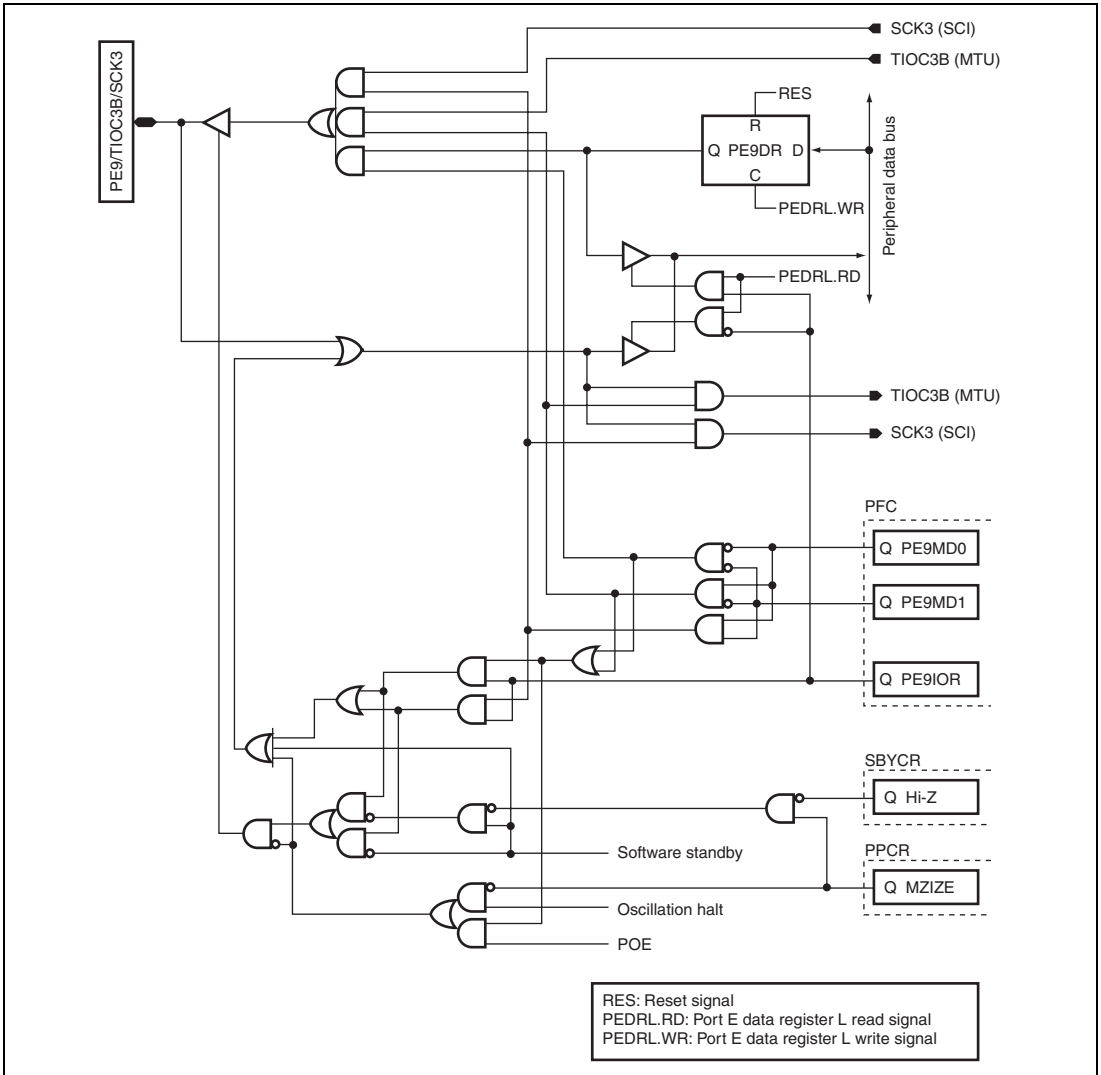 SCK3 (SCI)
TIOC3B (MTU)
PE9/TIOC3B/SCK3
RES
R
Q PE9DR D
C
PEDRL.WR
Peripheral data bus
PEDRL.RD
TIOC3B (MTU)
SCK3 (SCI)
PFC
Q PE9MD0
Q PE9MD1
Q PE9IOR
SBYCR
Q Hi-Z
Software standby
PPCR
Q MZIZE
Oscillation halt
POE
RES: Reset signal
PEDRL.RD: Port E data register L read signal
PEDRL.WR: Port E data register L write signal